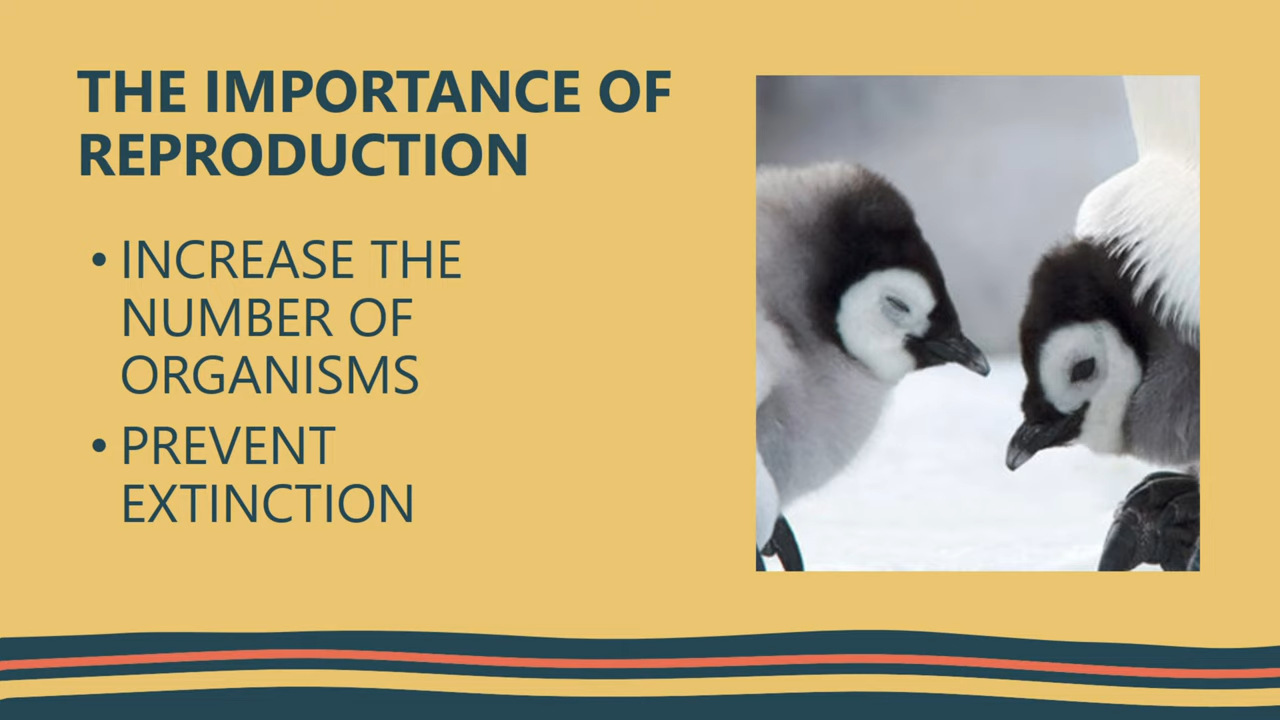 THE IMPORTANCE OF
REPRODUCTION
• INCREASE THE
NUMBER OF
ORGANISMS
• PREVENT
EXTINCTION